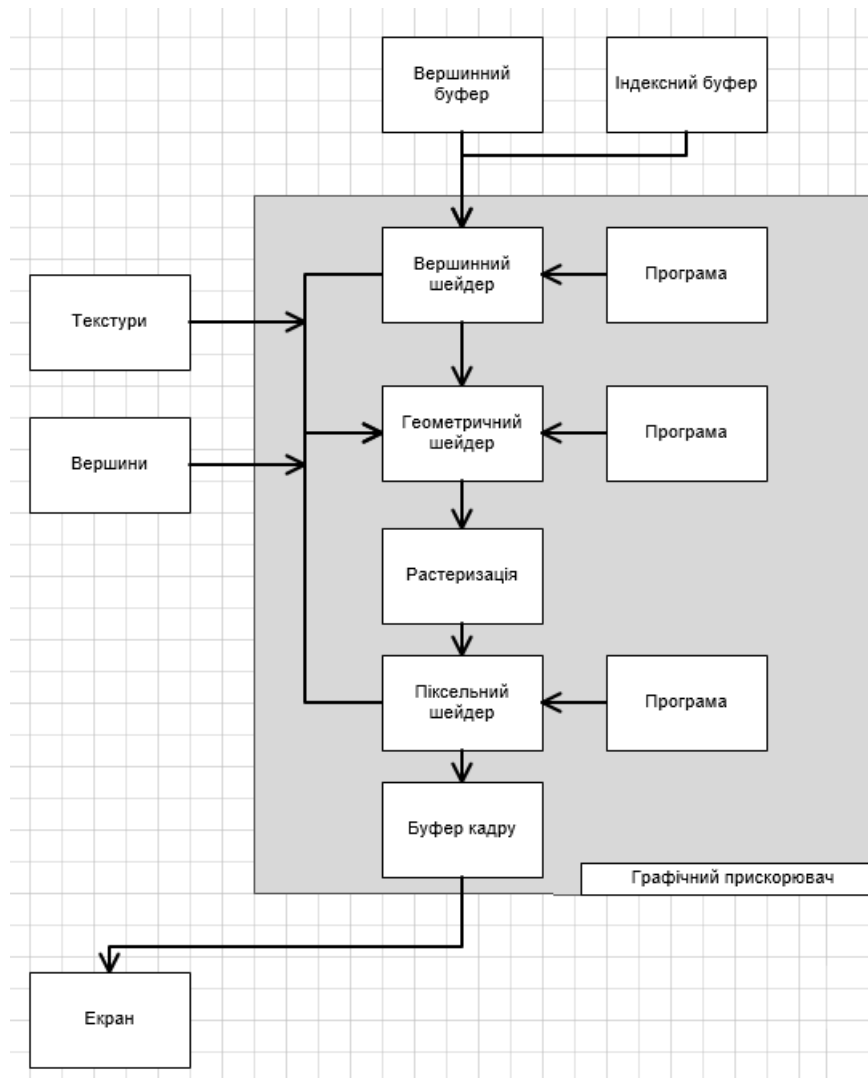 Вершинний
буфер
Індексний буфер
Вершинний
шейдер
Програма
Текстури
Геометричний
шейдер
Програма
Вершини
Растеризація
Піксельний
шейдер
Програма
Буфер кадру
Графічний прискорювач
Екран